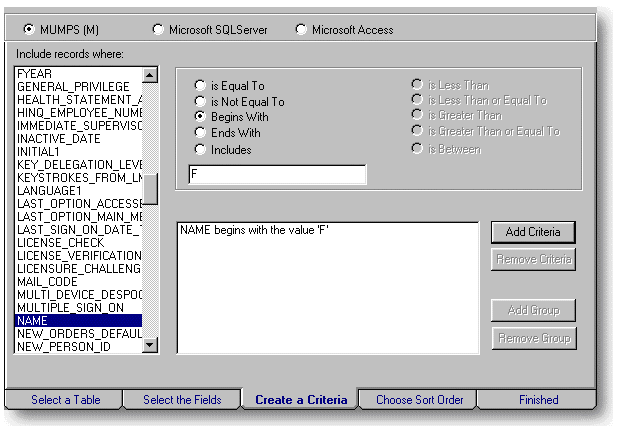 MUMPS (M)
Microsoft SQLServer
Microsoft Access
Include records where:
FYEAR
GENERAL_PRIVILEGE
HEALTH_STATEMENT_A
HINQ_EMPLOYEE_NUME
IMMEDIATE_SUPERVISC
INACTIVE_DATE
INITIAL1
KEY_DELEGATION_LEVE
KEYSTROKES_FROM_LM
LANGUAGE1
LAST_OPTION_ACCESSE
LAST_OPTION_MAIN_ME
LAST_SIGN_ON_DATE_T
LICENSE_CHECK
LICENSE_VERIFICATION
LICENSURE_CHALLENG
MAIL_CODE
MULTI_DEVICE_DESPOO
MULTIPLE_SIGN_ON
NAME
NEW_ORDERS_DEFAUL
NEW_PERSON_ID
is Equal To
is Not Equal To
Begins With
Ends With
Includes
is Less Than
is Less Than or Equal To
is Greater Than
is Greater Than or Equal To
is Between
F
NAME begins with the value 'F'
Add Criteria
Remove Criteria
Add Group
Remove Group
Select a Table
Select the Fields
Create a Criteria
Choose Sort Order
Finished